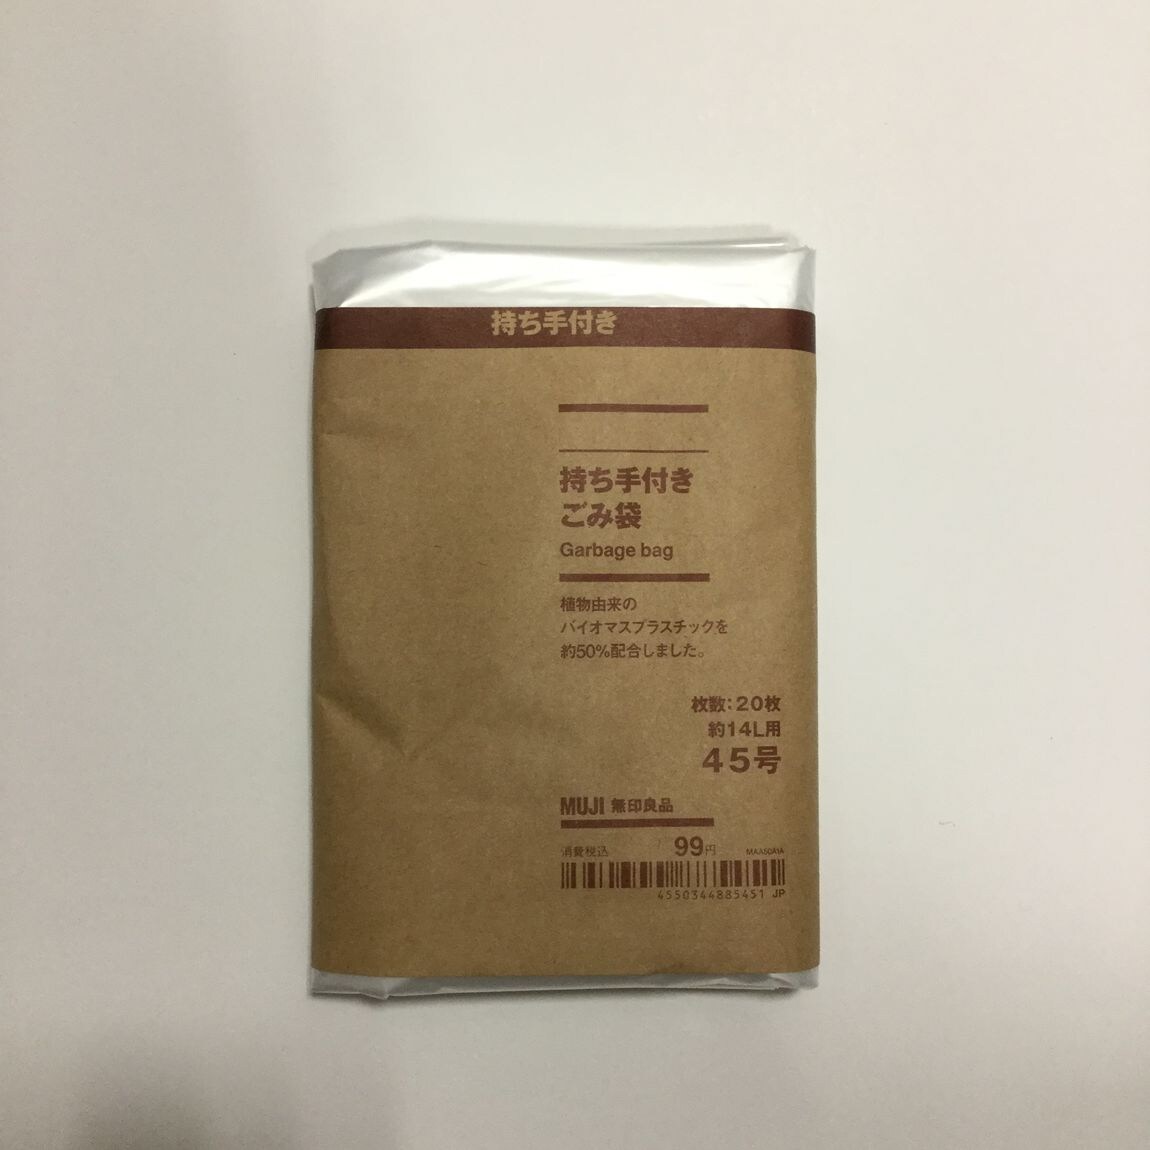 持ち手付き
持ち手付き
ごみ袋
Garbage bag
植物由来の
バイオマスプラスチックを
約50%配合しました。
枚数:20枚
約14L用
45号
MUJI 無印良品
消費税込 99円 MAA50A1A
4550344885451 JP